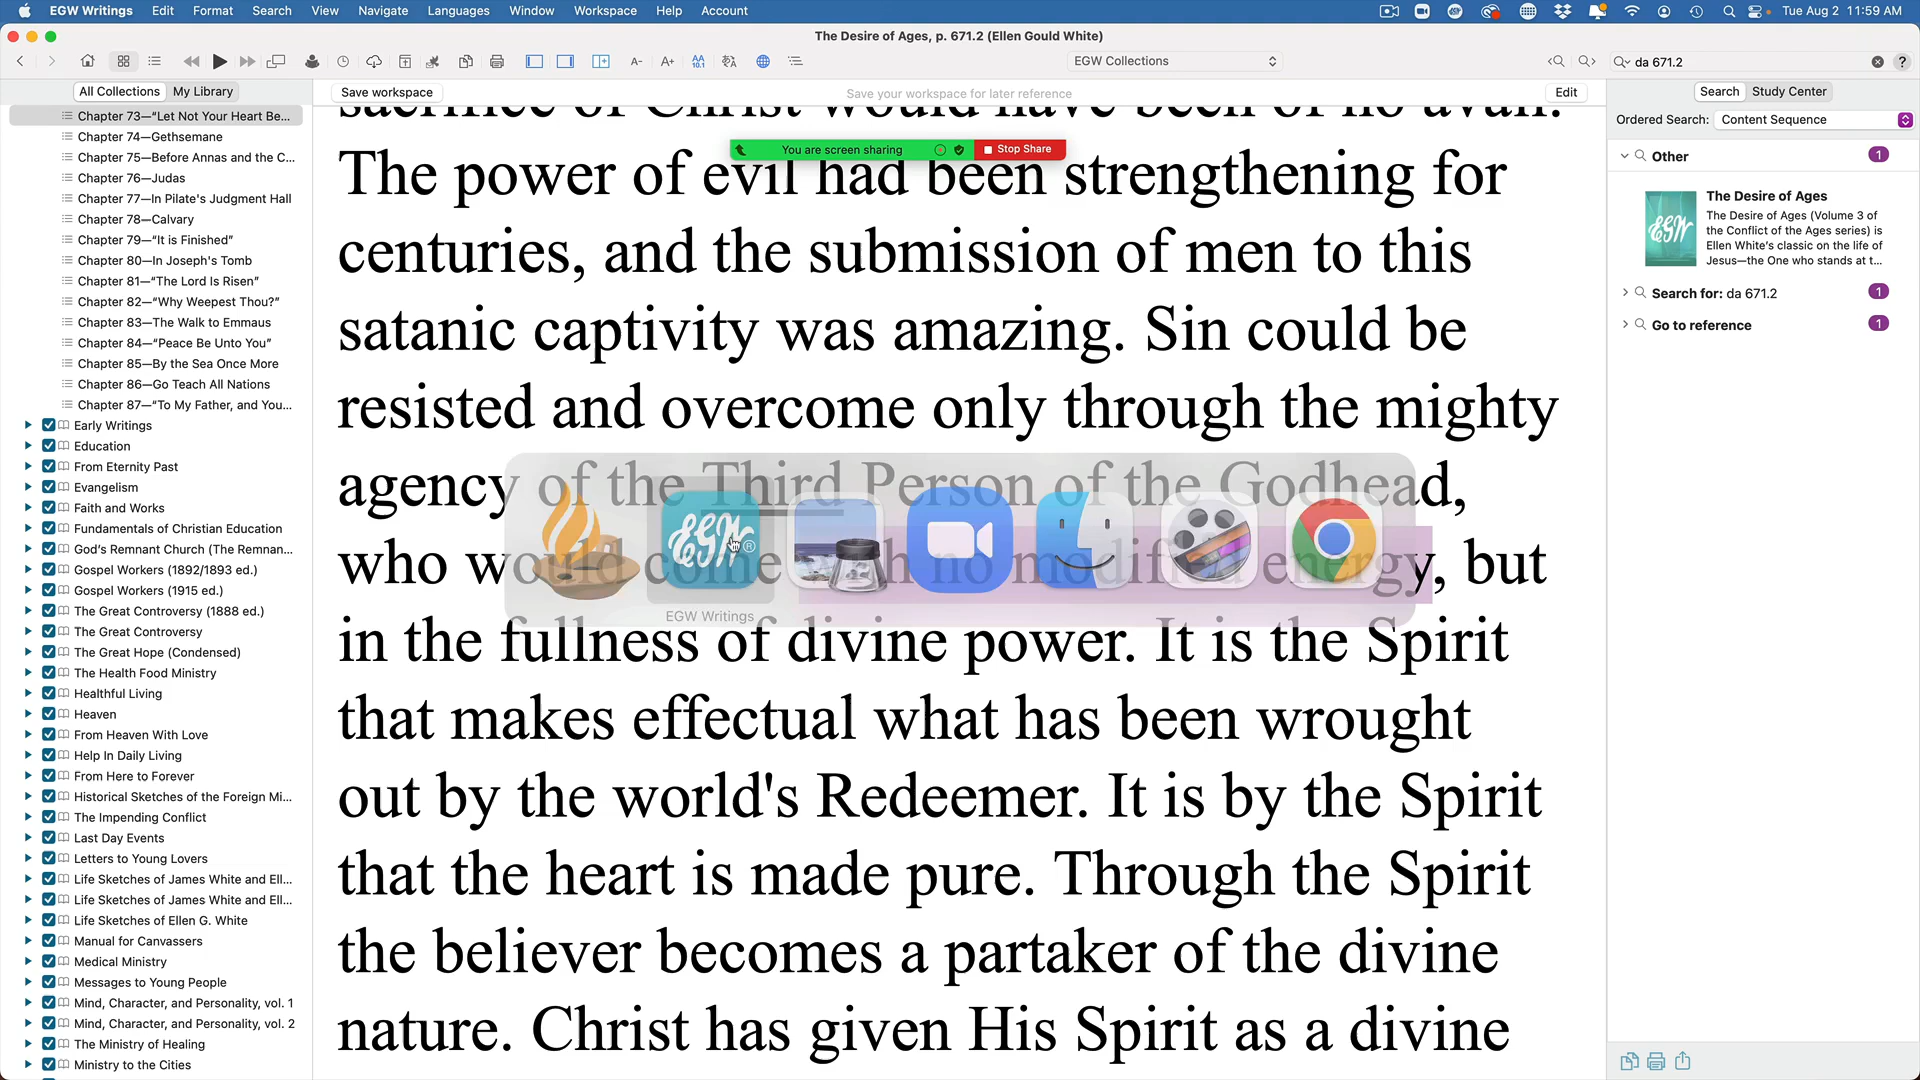 EGW Writings Edit Format Search View Navigate Languages Window Workspace Help Account Tue Aug 2 11:59 AM
The Desire of Ages, p. 671.2 (Ellen Gould White)
A- A+ AA 10.1 EGW Collections da 671.2 ?
All Collections My Library
Save workspace Save your workspace for later reference Edit
Search Study Center
Ordered Search: Content Sequence
Chapter 73—“Let Not Your Heart Be...
Chapter 74—Gethsemane
Chapter 75—Before Annas and the C...
Chapter 76—Judas
Chapter 77—In Pilate's Judgment Hall
Chapter 78—Calvary
Chapter 79—“It is Finished”
Chapter 80—In Joseph's Tomb
Chapter 81—“The Lord Is Risen”
Chapter 82—“Why Weepest Thou?”
Chapter 83—The Walk to Emmaus
Chapter 84—“Peace Be Unto You”
Chapter 85—By the Sea Once More
Chapter 86—Go Teach All Nations
Chapter 87—“To My Father, and You...
Early Writings
Education
From Eternity Past
Evangelism
Faith and Works
Fundamentals of Christian Education
God’s Remnant Church (The Remnan...
Gospel Workers (1892/1893 ed.)
Gospel Workers (1915 ed.)
The Great Controversy (1888 ed.)
The Great Controversy
The Great Hope (Condensed)
The Health Food Ministry
Healthful Living
Heaven
From Heaven With Love
Help In Daily Living
From Here to Forever
Historical Sketches of the Foreign Mi...
The Impending Conflict
Last Day Events
Letters to Young Lovers
Life Sketches of James White and Ell...
Life Sketches of James White and Ell...
Life Sketches of Ellen G. White
Manual for Canvassers
Medical Ministry
Messages to Young People
Mind, Character, and Personality, vol. 1
Mind, Character, and Personality, vol. 2
The Ministry of Healing
Ministry to the Cities
sacrifice of Christ would have been of no avail.
You are screen sharing Stop Share
The power of evil had been strengthening for
centuries, and the submission of men to this
satanic captivity was amazing. Sin could be
resisted and overcome only through the mighty
agency of the Third Person of the Godhead,
who would come with no modified energy, but
EGW ®
EGW Writings
in the fullness of divine power. It is the Spirit
that makes effectual what has been wrought
out by the world's Redeemer. It is by the Spirit
that the heart is made pure. Through the Spirit
the believer becomes a partaker of the divine
nature. Christ has given His Spirit as a divine
Other 1
EGW
The Desire of Ages
The Desire of Ages (Volume 3 of
the Conflict of the Ages series) is
Ellen White’s classic on the life of
Jesus—the One who stands at t...
Search for: da 671.2 1
Go to reference 1